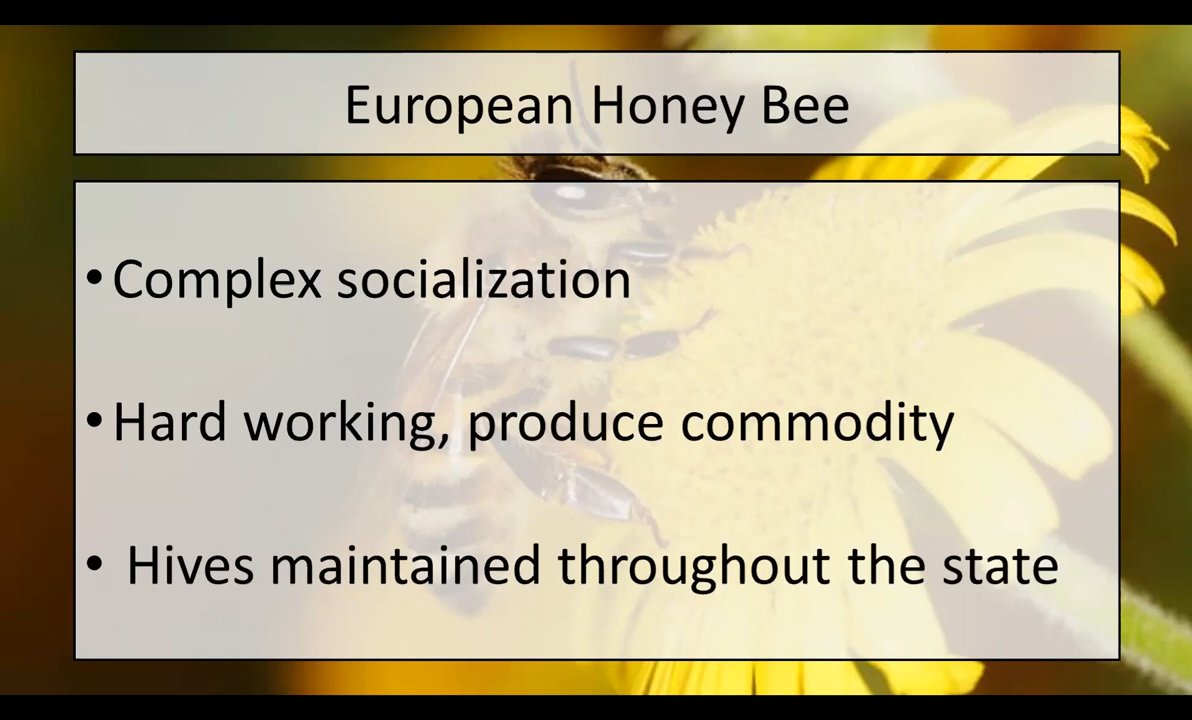 European Honey Bee
• Complex socialization
• Hard working, produce commodity
• Hives maintained throughout the state